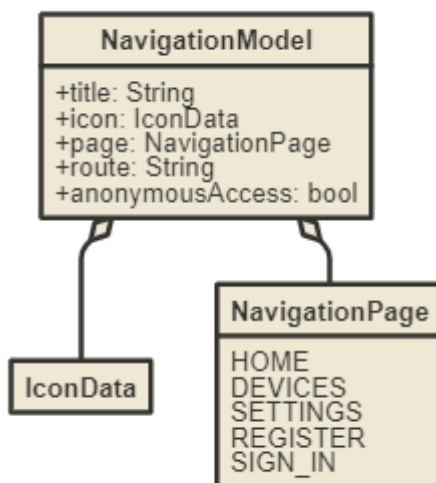 NavigationModel
+title: String
+icon: IconData
+page: NavigationPage
+route: String
+anonymousAccess: bool
NavigationPage
IconData
HOME
DEVICES
SETTINGS
REGISTER
SIGN_IN